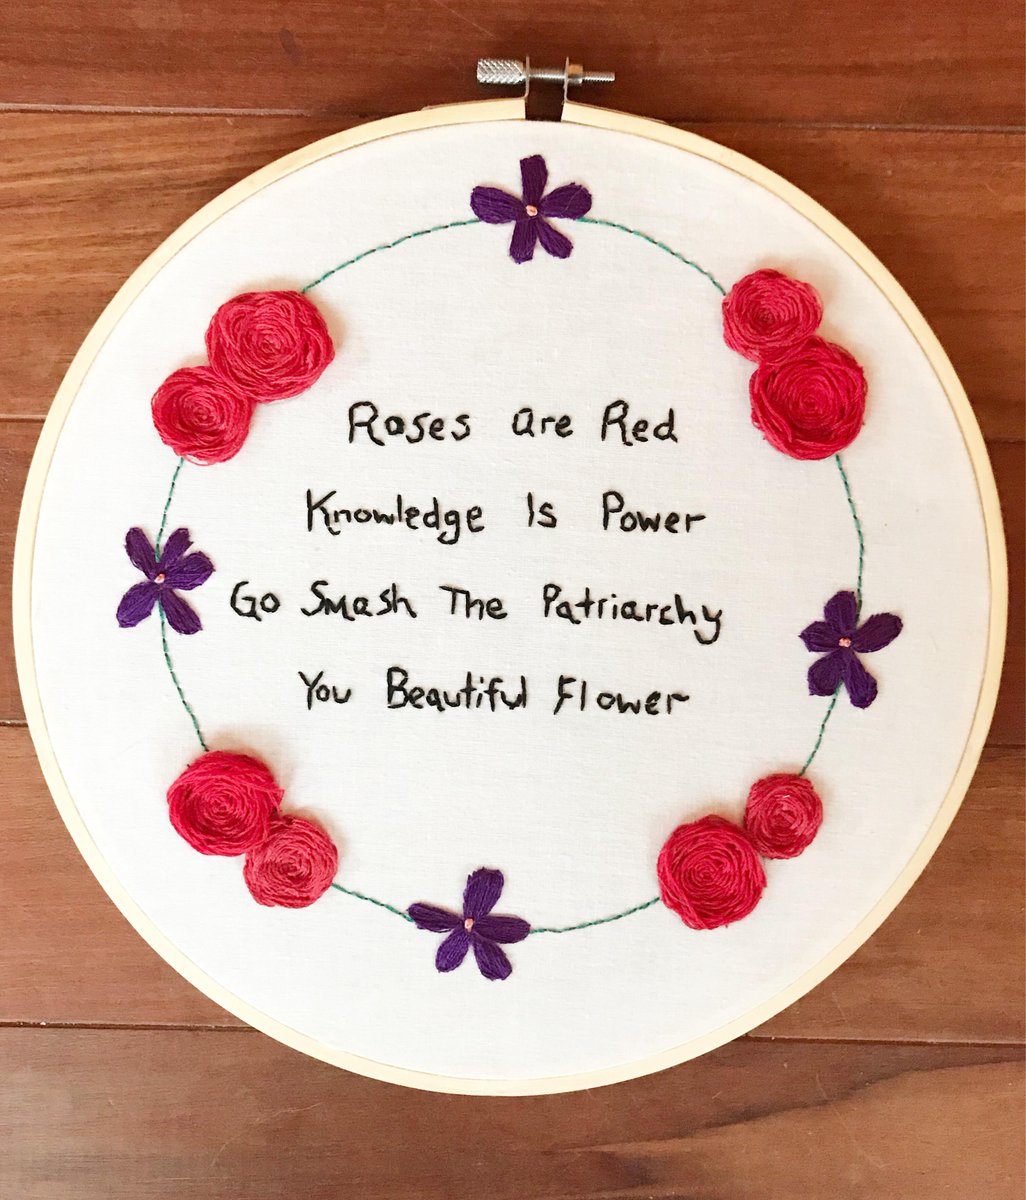 Roses are Red
Knowledge Is Power
Go Smash The Patriarchy
You Beautiful Flower